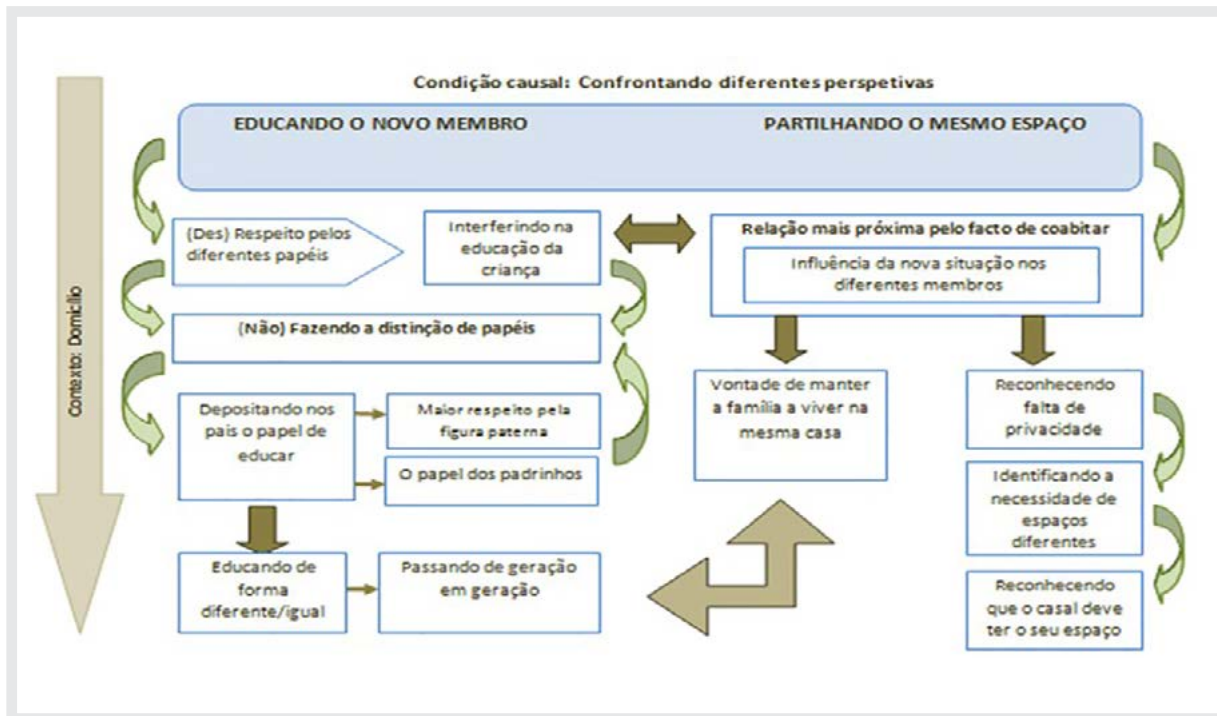 Condição causal: Confrontando diferentes perspetivas
EDUCANDO O NOVO MEMBRO
PARTILHANDO O MESMO ESPAÇO
Contexto: Domicílio
(Des) Respeito pelos
diferentes papéis
Interferindo na
educação da
criança
Relação mais próxima pelo facto de coabitar
Influência da nova situação nos
diferentes membros
(Não) Fazendo a distinção de papéis
Depositando nos
pais o papel de
educar
Maior respeito pela
figura paterna
O papel dos padrinhos
Vontade de manter
a família a viver na
mesma casa
Reconhecendo
falta de
privacidade
Identificando a
necessidade de
espaços
diferentes
Educando de
forma
diferente/igual
Passando de geração
em geração
Reconhecendo
que o casal deve
ter o seu espaço